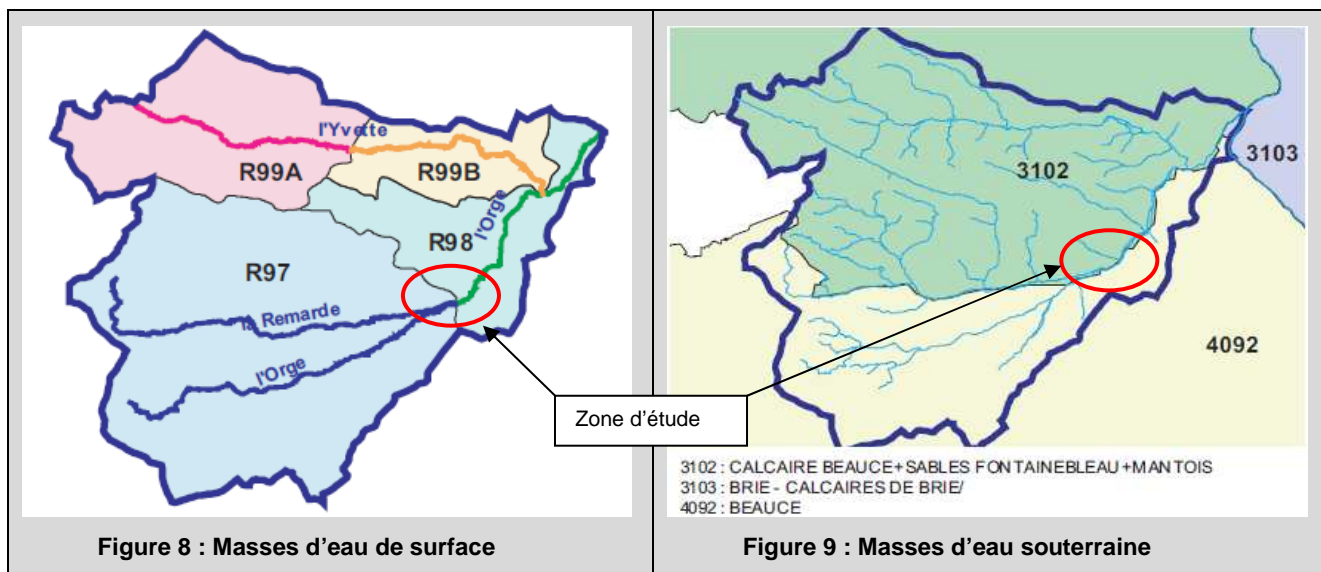 l'Yvette
R99A
R99B
l'Orge
R98
R97
la Remarde
l'Orge
Zone d'étude
Figure 8 : Masses d'eau de surface
3102
3103
4092
3102 : CALCAIRE BEAUCE+SABLES FONTAINEBLEAU+MANTOIS
3103 : BRIE - CALCAIRES DE BRIE/
4092 : BEAUCE
Figure 9 : Masses d'eau souterraine